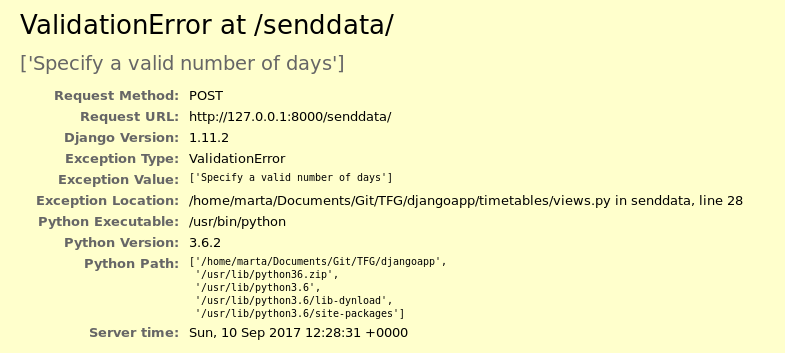 ValidationError at /senddata/
['Specify a valid number of days']
Request Method: POST
Request URL: http://127.0.0.1:8000/senddata/
Django Version: 1.11.2
Exception Type: ValidationError
Exception Value: ['Specify a valid number of days']
Exception Location: /home/marta/Documents/Git/TFG/djangoapp/timetables/views.py in senddata, line 28
Python Executable: /usr/bin/python
Python Version: 3.6.2
Python Path: ['/home/marta/Documents/Git/TFG/djangoapp',
'/usr/lib/python36.zip',
'/usr/lib/python3.6',
'/usr/lib/python3.6/lib-dynload',
'/usr/lib/python3.6/site-packages']
Server time: Sun, 10 Sep 2017 12:28:31 +0000